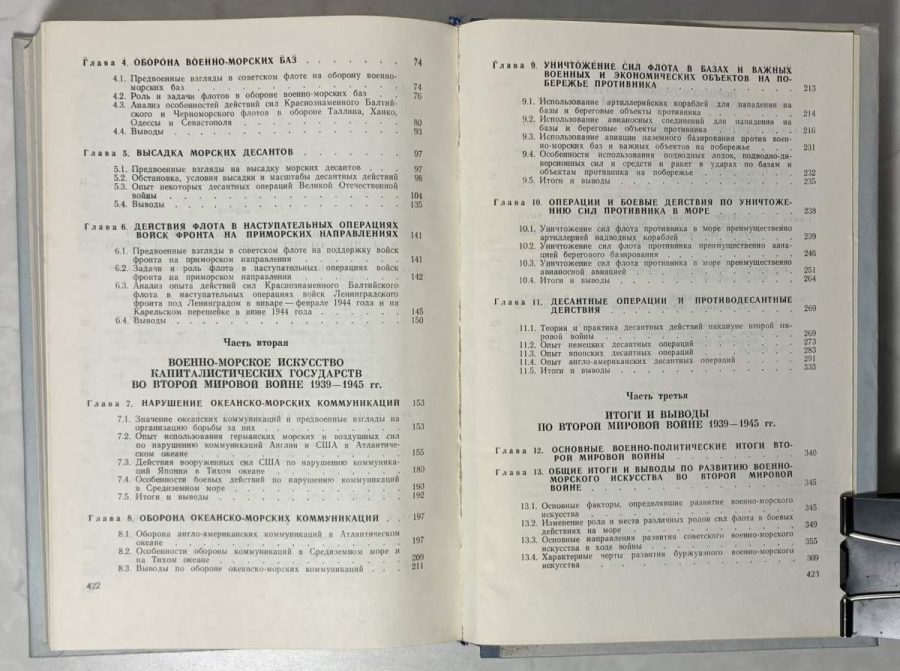 Глава 4. ОБОРОНА ВОЕННО-МОРСКИХ БАЗ . . . . . . . 74
4.1. Предвоенные взгляды в советском флоте на оборону военно-
морских баз . . . . . . . . . . . . 74
4.2. Роль и задачи флотов в обороне военно-морских баз . . . 76
4.3. Анализ особенностей действий сил Краснознаменных Балтий-
ского и Черноморского флотов в обороне Таллина, Ханко,
Одессы и Севастополя . . . . . . . . . . 80
4.4. Выводы . . . . . . . . . . . . . 93
Глава 5. ВЫСАДКА МОРСКИХ ДЕСАНТОВ . . . . . . . 97
5.1. Предвоенные взгляды на высадку морских десантов . . . 97
5.2. Обстановка, условия высадки и масштабы десантных действий 98
5.3. Опыт некоторых десантных операций Великой Отечественной
войны . . . . . . . . . . . . . 104
5.4. Выводы . . . . . . . . . . . . . 135
Глава 6. ДЕЙСТВИЯ ФЛОТА В НАСТУПАТЕЛЬНЫХ ОПЕРАЦИЯХ
ВОЙСК ФРОНТА НА ПРИМОРСКИХ НАПРАВЛЕНИЯХ 141
6.1. Предвоенные взгляды в советском флоте на поддержку войск
фронта на приморском направлении . . . . . . . 141
6.2. Задачи и роль флота в наступательных операциях войск
фронта на приморском направлении . . . . . . . 142
6.3. Анализ опыта действий сил Краснознаменного Балтийского
флота в наступательных операциях войск Ленинградского
фронта под Ленинградом в январе — феврале 1944 года и на
Карельском перешейке в июне 1944 года . . . . . . 145
6.4. Выводы . . . . . . . . . . . . . 150
Часть вторая
ВОЕННО-МОРСКОЕ ИСКУССТВО
КАПИТАЛИСТИЧЕСКИХ ГОСУДАРСТВ
ВО ВТОРОЙ МИРОВОЙ ВОЙНЕ 1939—1945 гг.
Глава 7. НАРУШЕНИЕ ОКЕАНСКО-МОРСКИХ КОММУНИКАЦИЙ 153
7.1. Значение океанских коммуникаций и предвоенные взгляды на
организацию борьбы за них . . . . . . . . . 153
7.2. Опыт использования германских морских и воздушных сил
по нарушению коммуникаций Англии и США в Атлантиче-
ском океане . . . . . . . . . . . . 155
7.3. Действия вооруженных сил США по нарушению коммуника-
ций Японии в Тихом океане . . . . . . . . . 180
7.4. Особенности боевых действий по нарушению коммуникаций
в Средиземном море . . . . . . . . . . 190
7.5. Итоги и выводы . . . . . . . . . . . 192
Глава 8. ОБОРОНА ОКЕАНСКО-МОРСКИХ КОММУНИКАЦИЙ . . 197
8.1. Оборона англо-американских коммуникаций в Атлантическом
океане . . . . . . . . . . . . . 197
8.2. Особенности обороны коммуникаций в Средиземном море и
на Тихом океане . . . . . . . . . . . 209
8.3. Выводы по обороне океанско-морских коммуникаций . . . 211
422
Глава 9. УНИЧТОЖЕНИЕ СИЛ ФЛОТА В БАЗАХ И ВАЖНЫХ
ВОЕННЫХ И ЭКОНОМИЧЕСКИХ ОБЪЕКТОВ НА ПО-
БЕРЕЖЬЕ ПРОТИВНИКА . . . . . . . . . 213
9.1. Использование артиллерийских кораблей для нападения на
базы и береговые объекты противника . . . . . . 214
9.2. Использование авианосных соединений для нападения на
базы и береговые объекты противника . . . . . . 216
9.3. Использование авиации наземного базирования против воен-
но-морских баз и важных объектов на побережье . . . . 231
9.4. Особенности использования подводных лодок, подводно-ди-
версионных сил и средств и ракет в ударах по базам и
объектам противника на побережье . . . . . . . 232
9.5. Итоги и выводы . . . . . . . . . . . 235
Глава 10. ОПЕРАЦИИ И БОЕВЫЕ ДЕЙСТВИЯ ПО УНИЧТОЖЕ-
НИЮ СИЛ ПРОТИВНИКА В МОРЕ . . . . . . 238
10.1. Уничтожение сил флота противника в море преимущественно
артиллерией надводных кораблей . . . . . . . 239
10.2. Уничтожение сил флота противника преимущественно авиа-
цией берегового базирования . . . . . . . . 246
10.3. Уничтожение сил флота противника в море преимущественно
авианосной авиацией . . . . . . . . . . 251
10.4. Итоги и выводы . . . . . . . . . . . 264
Глава 11. ДЕСАНТНЫЕ ОПЕРАЦИИ И ПРОТИВОДЕСАНТНЫЕ
ДЕЙСТВИЯ . . . . . . . . . . . . 269
11.1. Теория и практика десантных действий накануне второй ми-
ровой войны . . . . . . . . . . . . 269
11.2. Опыт немецких десантных операций . . . . . . 273
11.3. Опыт японских десантных операций . . . . . . 283
11.4. Опыт англо-американских десантных операций . . . . 291
11.5. Итоги и выводы . . . . . . . . . . . 333
Часть третья
ИТОГИ И ВЫВОДЫ
ПО ВТОРОЙ МИРОВОЙ ВОЙНЕ 1939—1945 гг.
Глава 12. ОСНОВНЫЕ ВОЕННО-ПОЛИТИЧЕСКИЕ ИТОГИ ВТО-
РОЙ МИРОВОЙ ВОЙНЫ . . . . . . . . . 340
Глава 13. ОБЩИЕ ИТОГИ И ВЫВОДЫ ПО РАЗВИТИЮ ВОЕННО-
МОРСКОГО ИСКУССТВА ВО ВТОРОЙ МИРОВОЙ
ВОЙНЕ . . . . . . . . . . . . . 345
13.1. Основные факторы, определявшие развитие военно-морского
искусства . . . . . . . . . . . . 345
13.2. Изменение роли и места различных родов сил флота в боевых
действиях на море . . . . . . . . . . . 349
13.3. Основные направления развития советского военно-морского
искусства в ходе войны . . . . . . . . . 355
13.4. Характерные черты развития буржуазного военно-морского
искусства . . . . . . . . . . . . 369
423